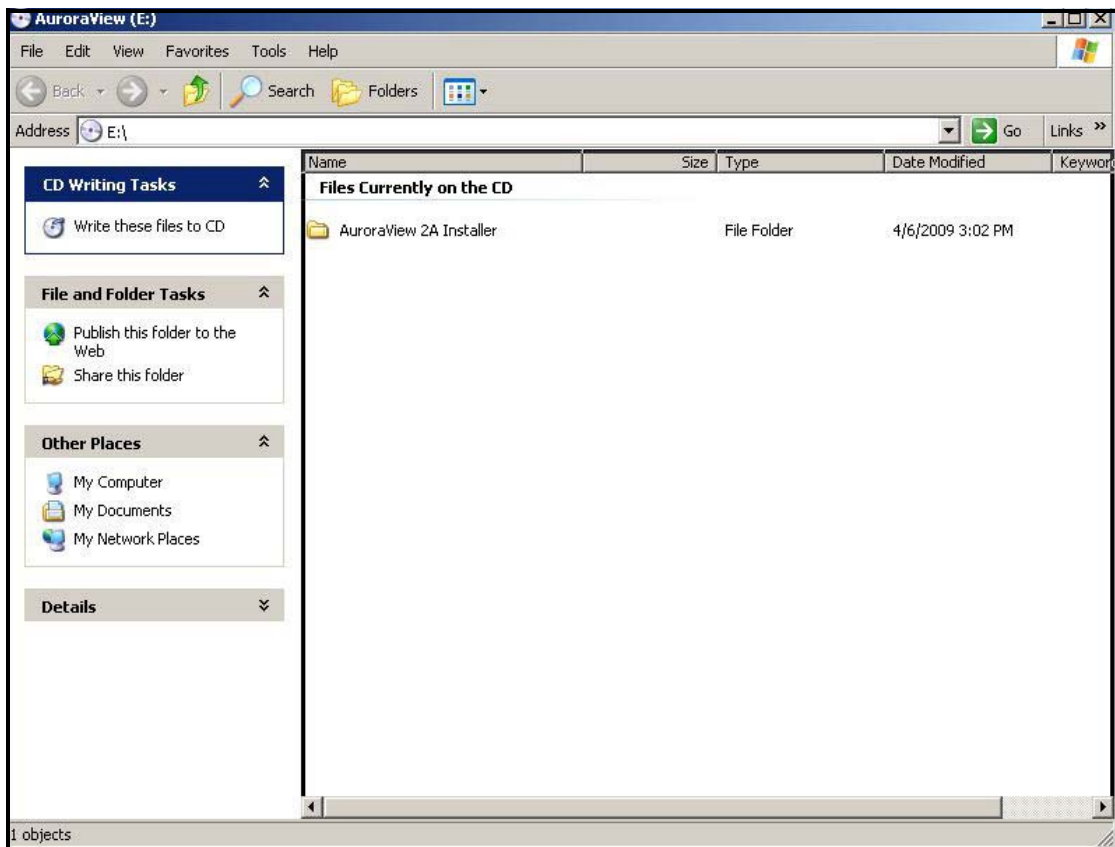 AuroraView (E:)
File Edit View Favorites Tools Help
Back Search Folders
Address E:\ Go Links »
CD Writing Tasks
Write these files to CD
File and Folder Tasks
Publish this folder to the
Web
Share this folder
Other Places
My Computer
My Documents
My Network Places
Details
Name Size Type Date Modified Keywor
Files Currently on the CD
AuroraView 2A Installer File Folder 4/6/2009 3:02 PM
1 objects